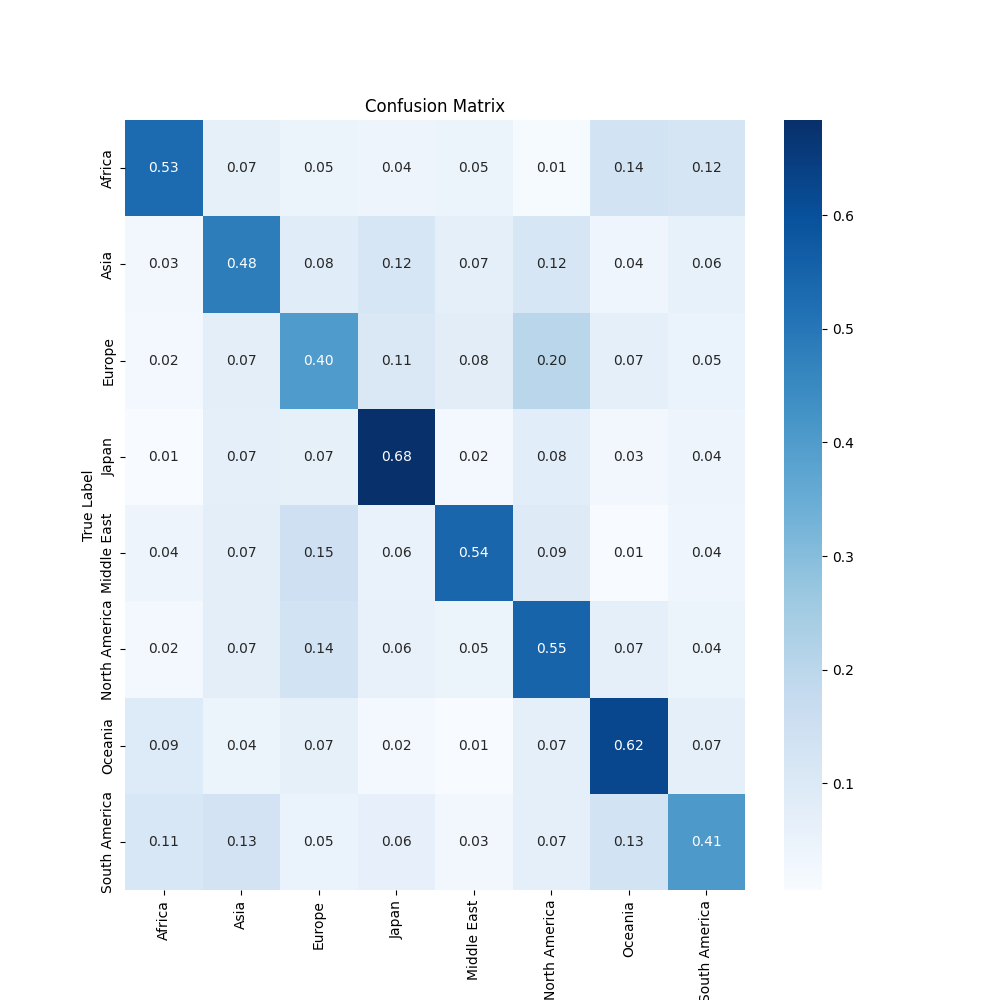 Confusion Matrix
Africa 0.53 0.07 0.05 0.04 0.05 0.01 0.14 0.12
Asia 0.03 0.48 0.08 0.12 0.07 0.12 0.04 0.06
Europe 0.02 0.07 0.40 0.11 0.08 0.20 0.07 0.05
Japan 0.01 0.07 0.07 0.68 0.02 0.08 0.03 0.04
Middle East 0.04 0.07 0.15 0.06 0.54 0.09 0.01 0.04
North America 0.02 0.07 0.14 0.06 0.05 0.55 0.07 0.04
Oceania 0.09 0.04 0.07 0.02 0.01 0.07 0.62 0.07
South America 0.11 0.13 0.05 0.06 0.03 0.07 0.13 0.41
True Label
Africa Asia Europe Japan Middle East North America Oceania South America
0.6
0.5
0.4
0.3
0.2
0.1